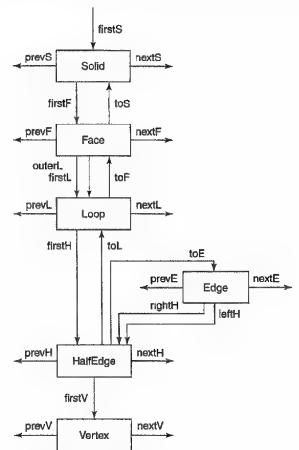 firstS
prevS
nextS
Solid
firstF
toS
prevF
nextF
Face
outerL
firstL
toF
prevL
nextL
Loop
firstH
toL
toE
prevE
nextE
Edge
rightH
leftH
prevH
nextH
HalfEdge
firstV
prevV
nextV
Vertex